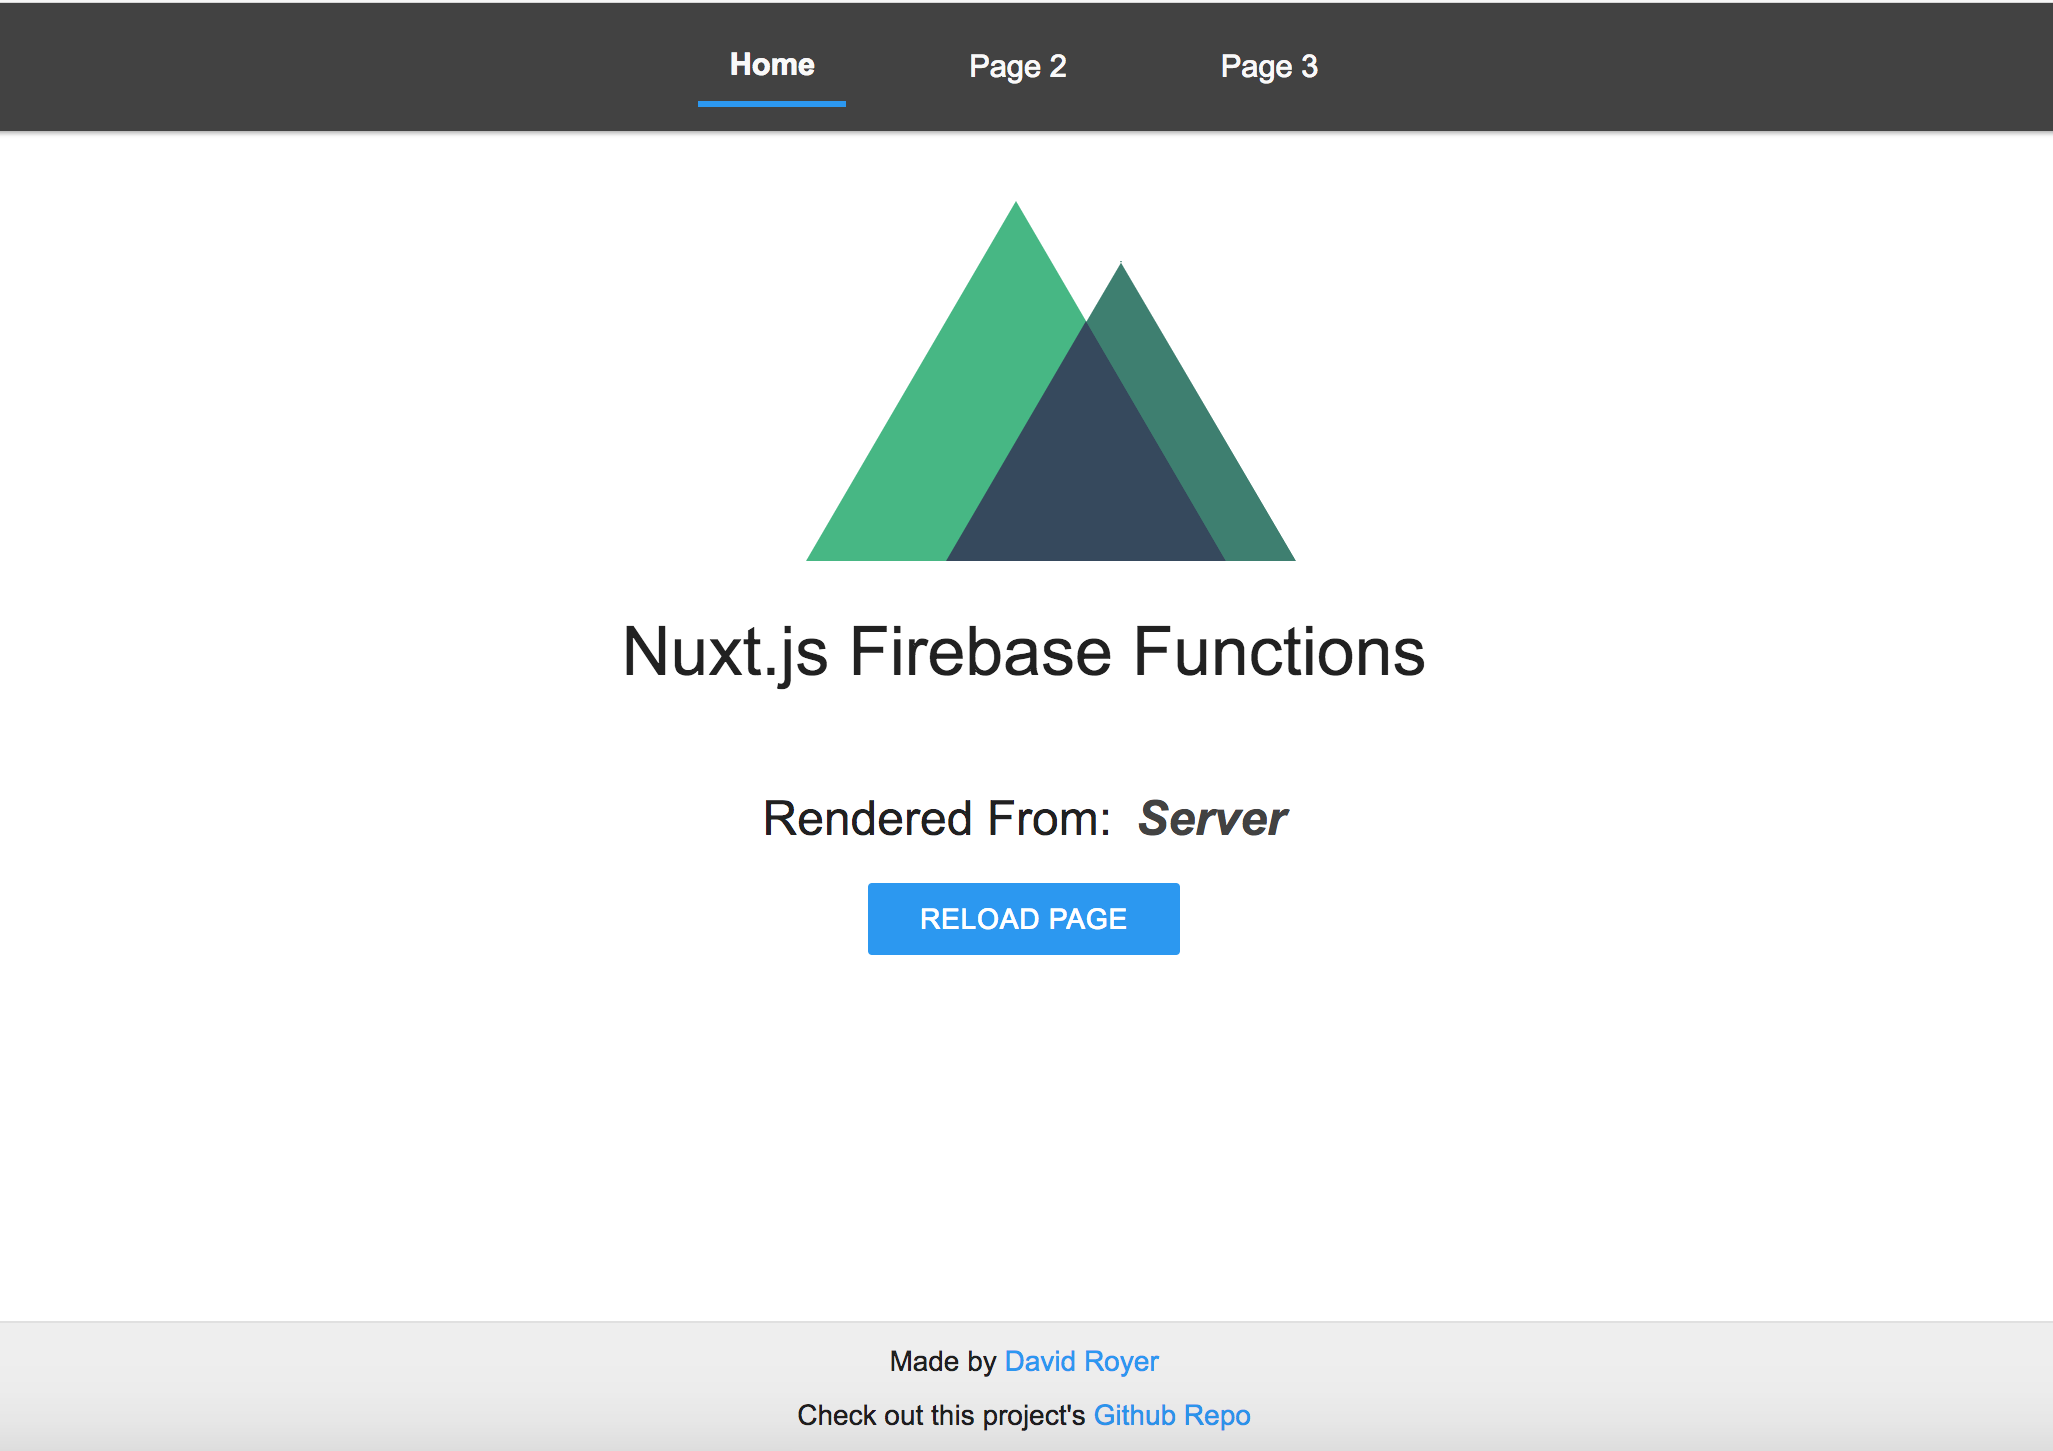 Home Page 2 Page 3
Nuxt.js Firebase Functions
Rendered From: Server
RELOAD PAGE
Made by David Royer
Check out this project's Github Repo